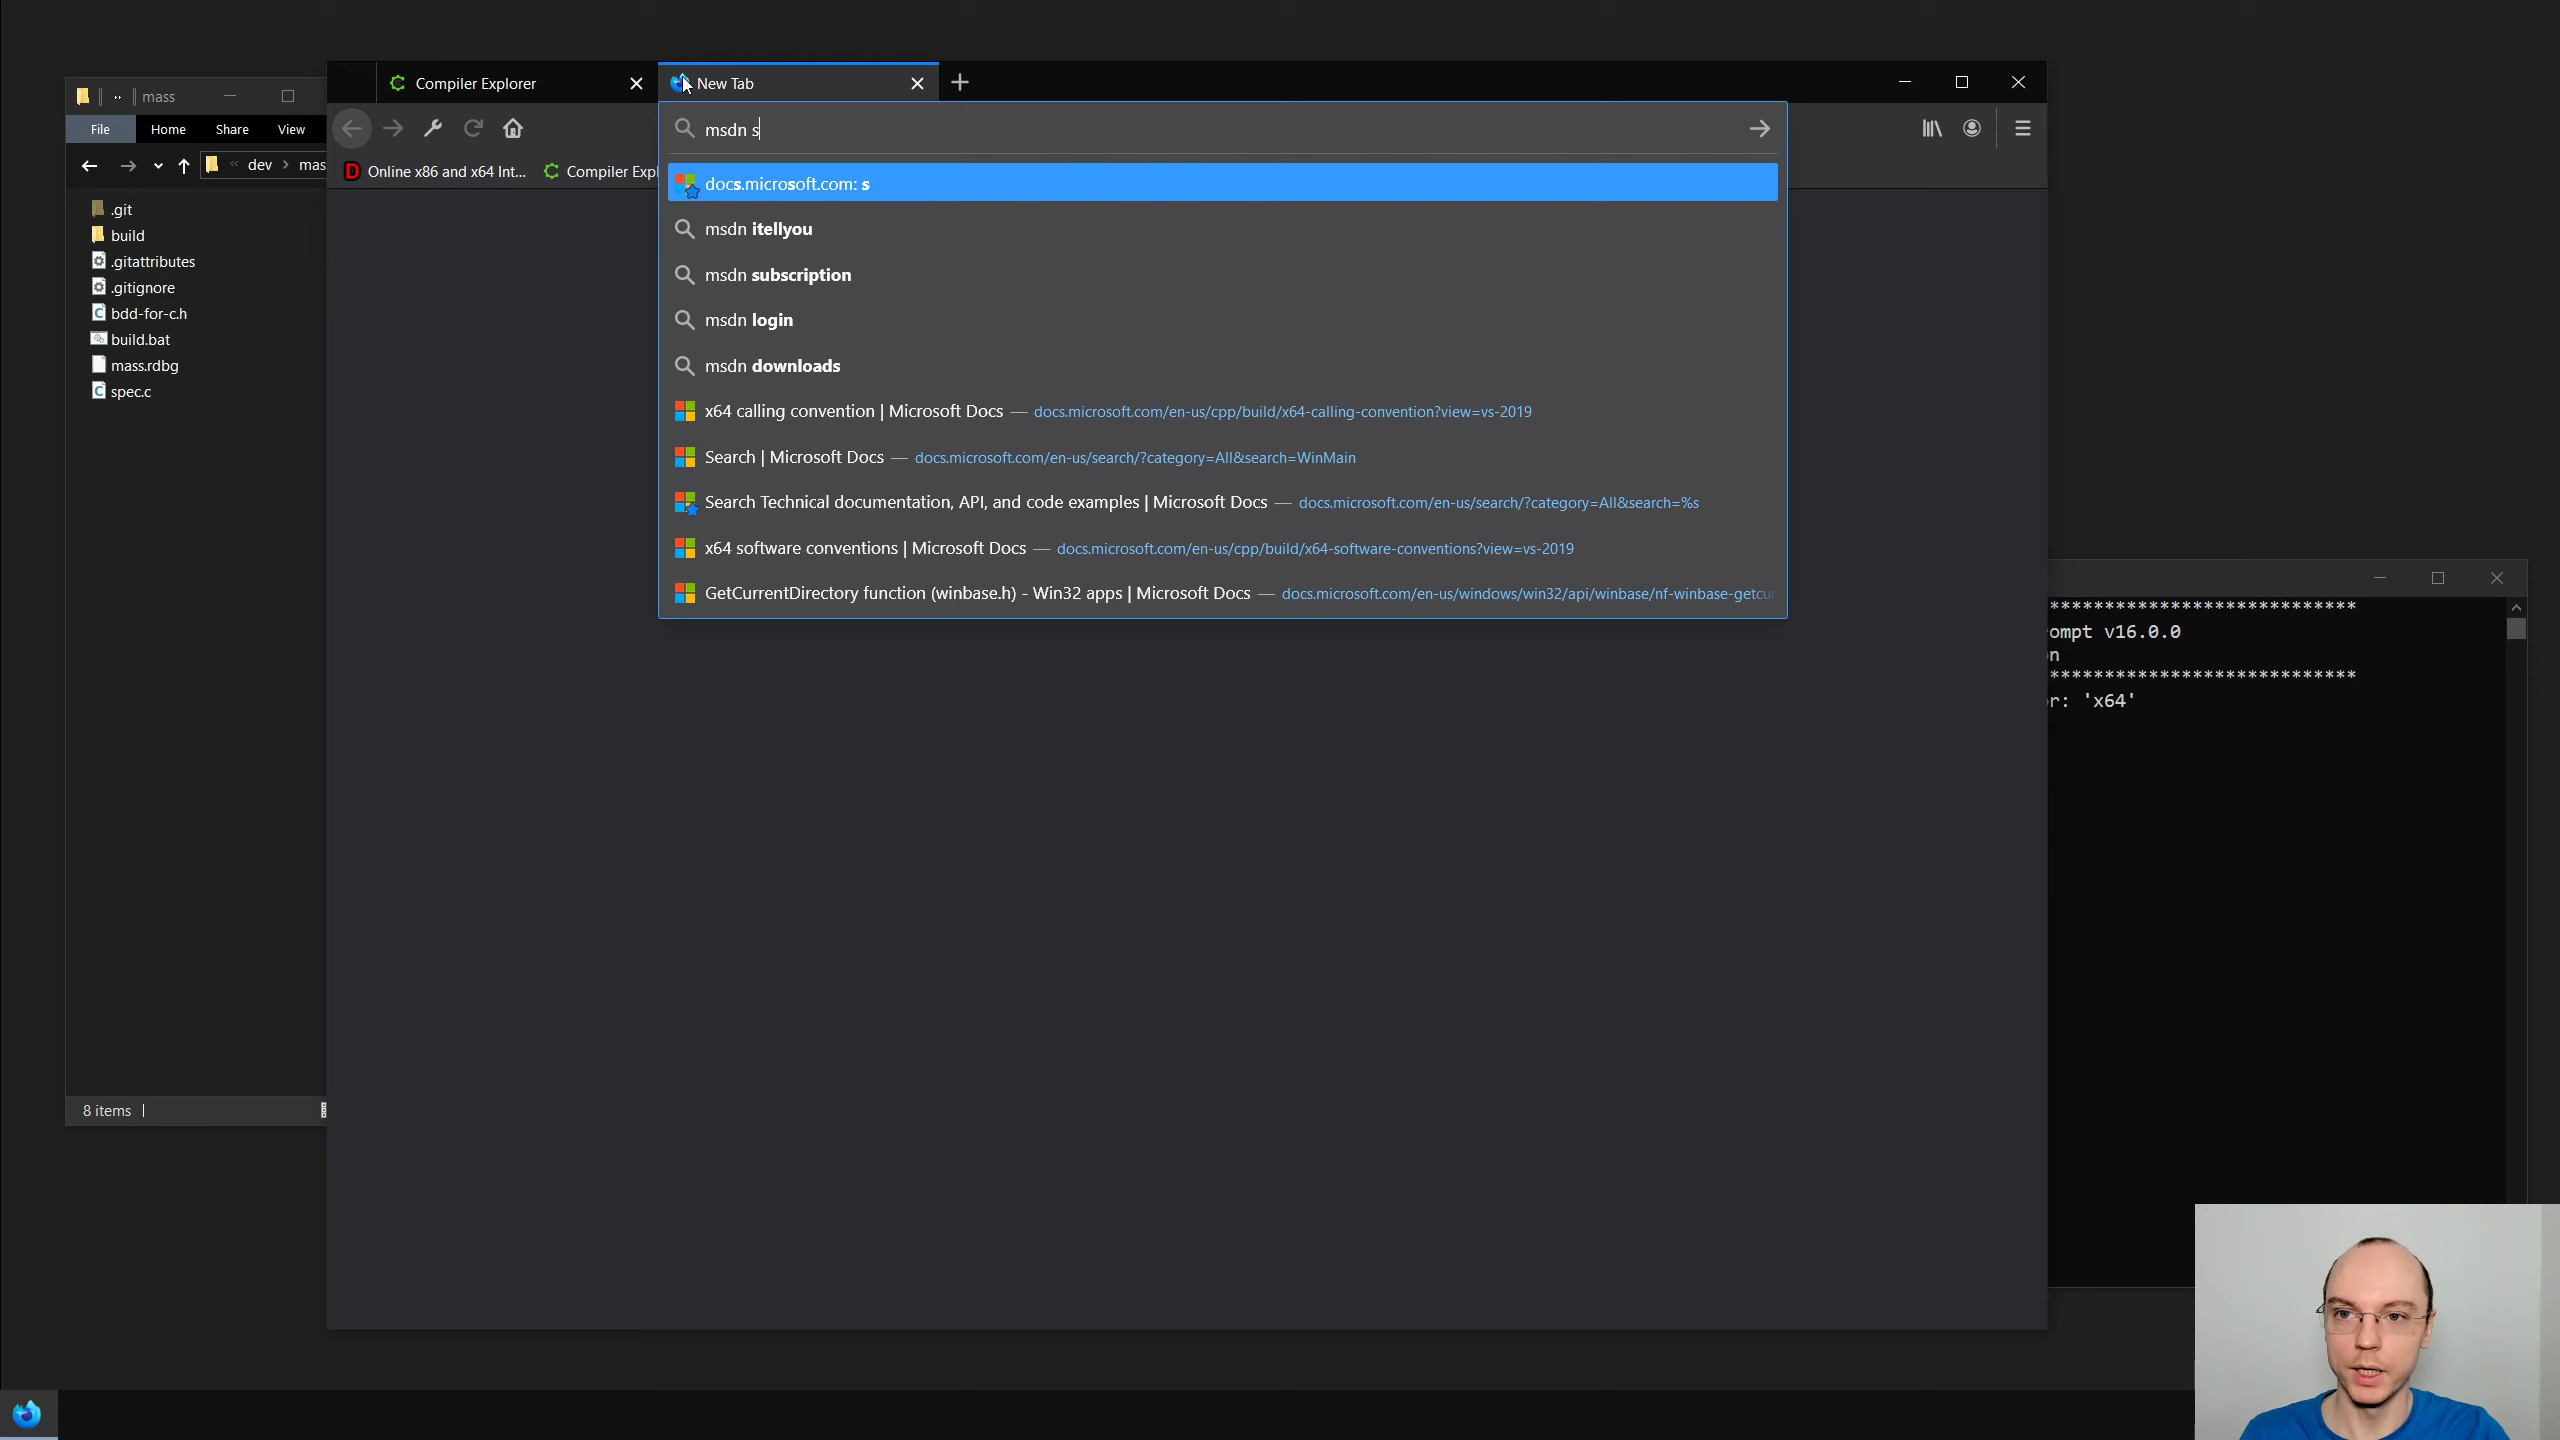 mass
File Home Share View
dev > mas
.git
build
.gitattributes
.gitignore
bdd-for-c.h
build.bat
mass.rdbg
spec.c
8 items
Compiler Explorer
New Tab
msdn s
Online x86 and x64 Int...
Compiler Expl
docs.microsoft.com: s
msdn itellyou
msdn subscription
msdn login
msdn downloads
x64 calling convention | Microsoft Docs — docs.microsoft.com/en-us/cpp/build/x64-calling-convention?view=vs-2019
Search | Microsoft Docs — docs.microsoft.com/en-us/search/?category=All&search=WinMain
Search Technical documentation, API, and code examples | Microsoft Docs — docs.microsoft.com/en-us/search/?category=All&search=%s
x64 software conventions | Microsoft Docs — docs.microsoft.com/en-us/cpp/build/x64-software-conventions?view=vs-2019
GetCurrentDirectory function (winbase.h) - Win32 apps | Microsoft Docs — docs.microsoft.com/en-us/windows/win32/api/winbase/nf-winbase-getcur
***************************
ompt v16.0.0
on
***************************
or: 'x64'